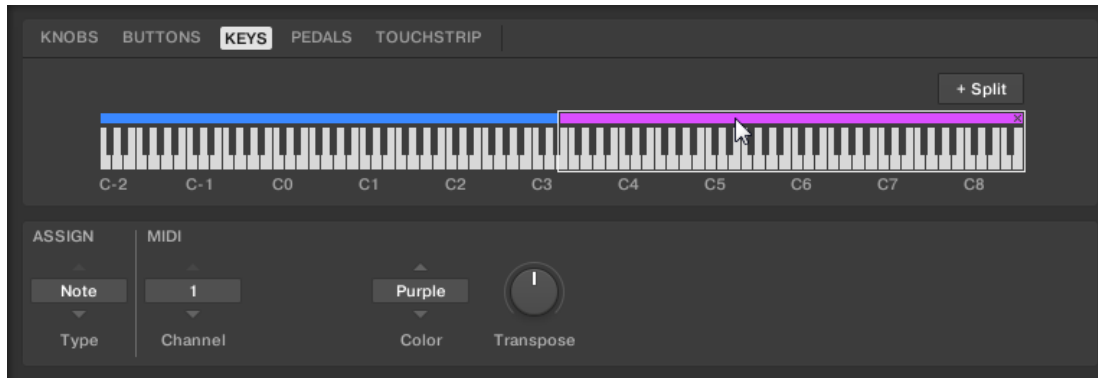 KNOBS BUTTONS KEYS PEDALS TOUCHSTRIP
+ Split
C-2 C-1 C0 C1 C2 C3 C4 C5 C6 C7 C8
ASSIGN MIDI
Note 1 Purple
Type Channel Color Transpose